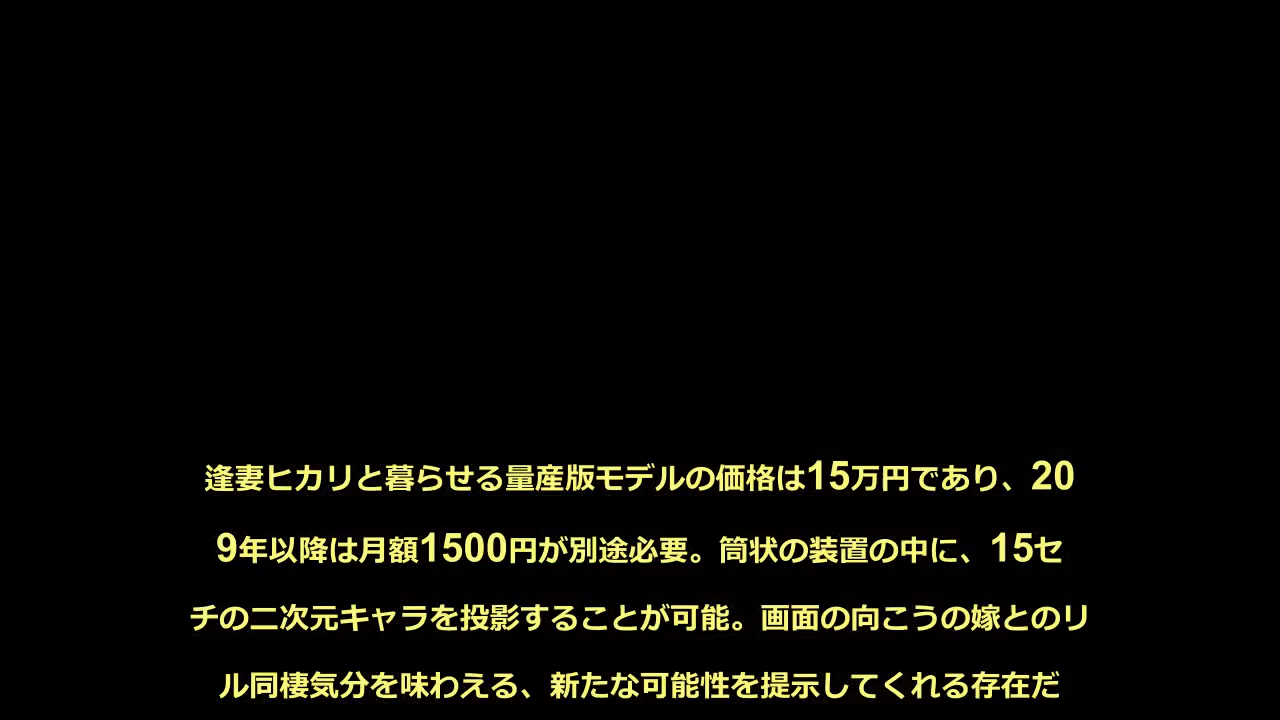 逢妻ヒカリと暮らせる量産版モデルの価格は15万円であり、20
9年以降は月額1500円が別途必要。筒状の装置の中に、15セ
チの二次元キャラを投影することが可能。画面の向こうの嫁とのリ
ル同棲気分を味わえる、新たな可能性を提示してくれる存在だ